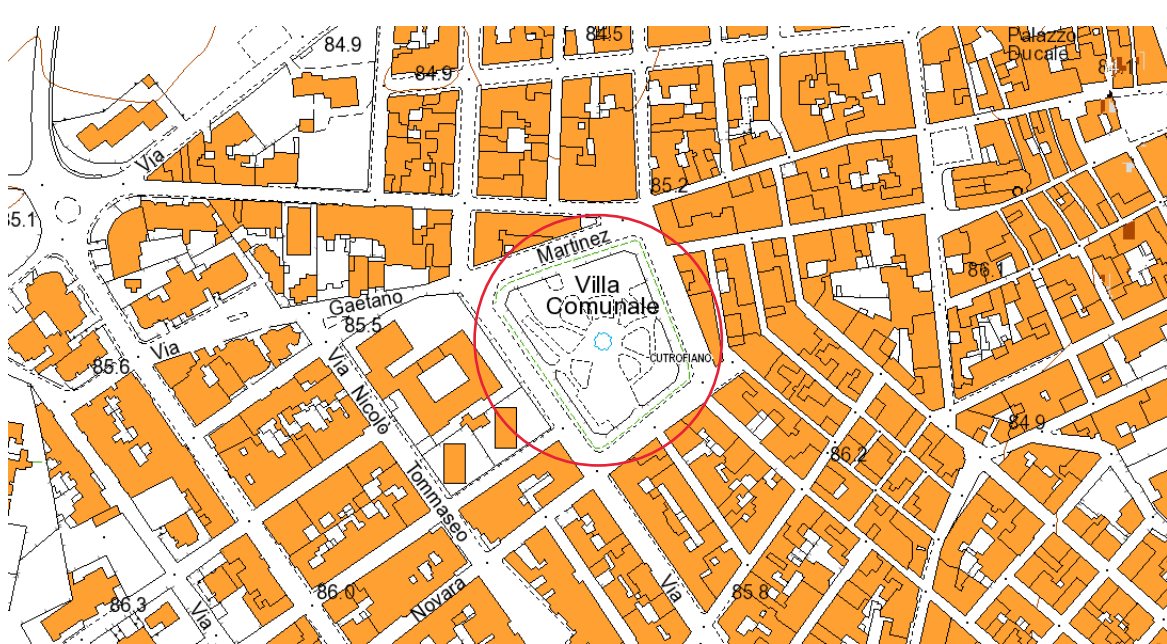 84.5
Palazzo
Ducale
84.9
84.1
84.9
Via
85.2
85.1
Martinez
86.1
Villa
Comunale
Gaetano
85.5
Via
CUTROFIANO
85.6
Via Nicolò
84.9
86.2
Tommaseo
86.0
Novara
Via
85.8
86.3
Via